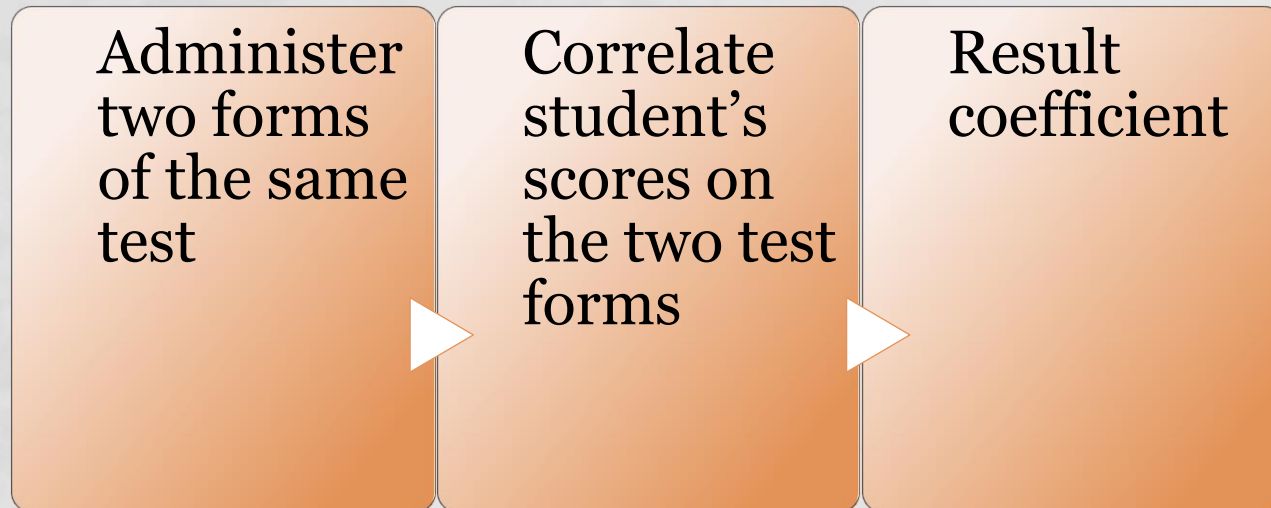 Administer
two forms
of the same
test
Correlate
student’s
scores on
the two test
forms
Result
coefficient